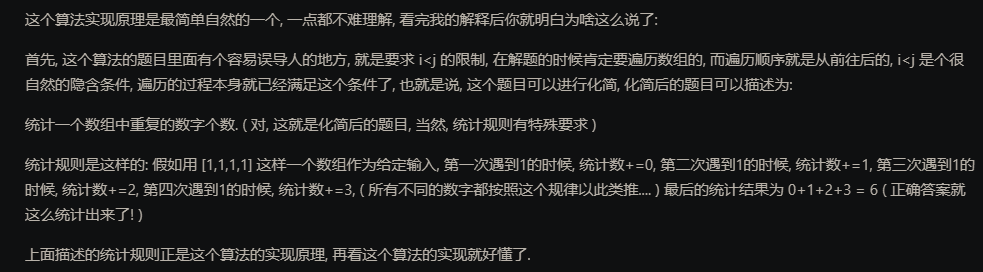 这个算法实现原理是最简单自然的一个, 一点都不难理解, 看完我的解释后你就明白为啥这么说了:
首先, 这个算法的题目里面有个容易误导人的地方, 就是要求 i<j 的限制, 在解题的时候肯定要遍历数组的, 而遍历顺序就是从前往后的, i<j 是个很
自然的隐含条件, 遍历的过程本身就已经满足这个条件了, 也就是说, 这个题目可以进行化简, 化简后的题目可以描述为:
统计一个数组中重复的数字个数. ( 对, 这就是化简后的题目, 当然, 统计规则有特殊要求 )
统计规则是这样的: 假如用 [1,1,1,1] 这样一个数组作为给定输入, 第一次遇到1的时候, 统计数+=0, 第二次遇到1的时候, 统计数+=1, 第三次遇到1的
时候, 统计数+=2, 第四次遇到1的时候, 统计数+=3, ( 所有不同的数字都按照这个规律以此类推.... ) 最后的统计结果为 0+1+2+3 = 6 ( 正确答案就
这么统计出来了! )
上面描述的统计规则正是这个算法的实现原理, 再看这个算法的实现就好懂了.